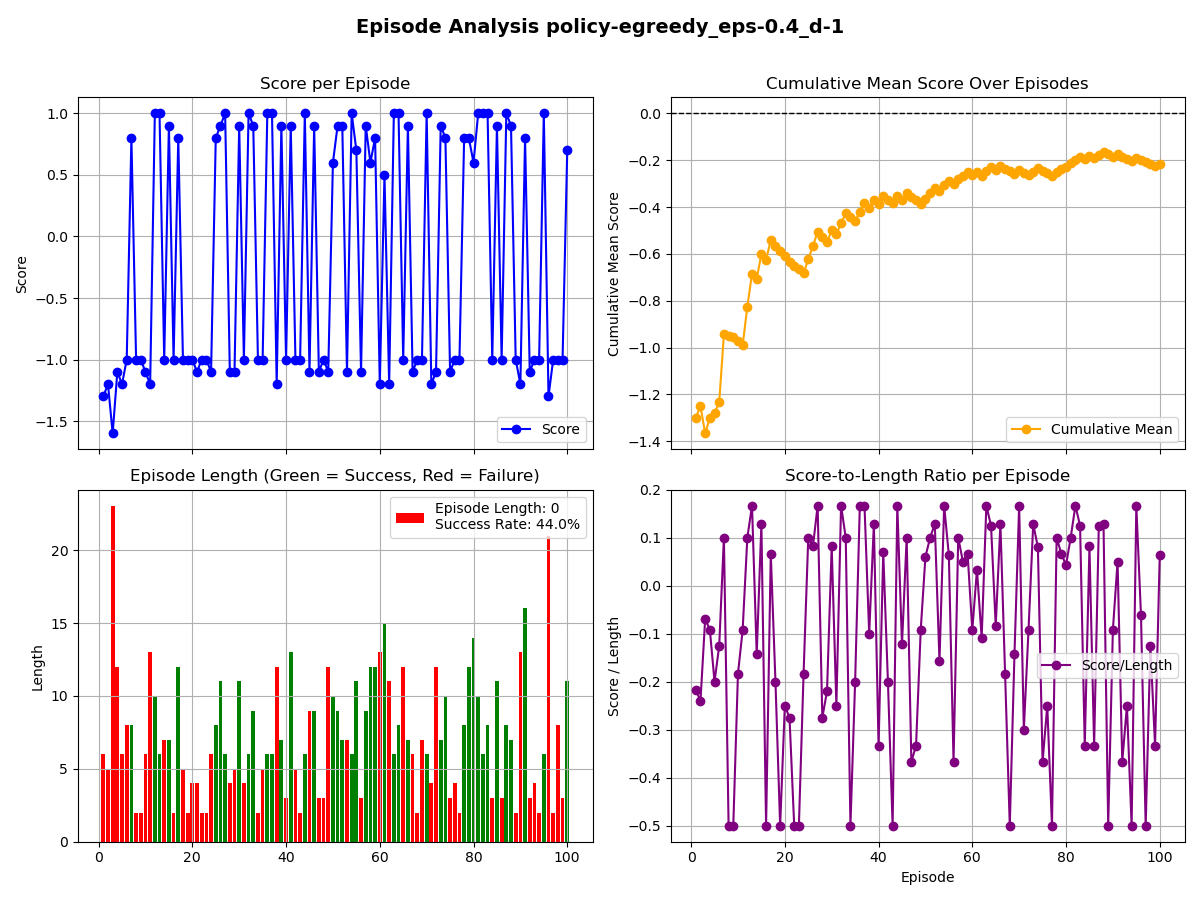 Episode Analysis policy-egreedy_eps-0.4_d-1
Score per Episode
Score
1.0
0.5
0.0
−0.5
−1.0
−1.5
Score
Cumulative Mean Score Over Episodes
Cumulative Mean Score
0.0
−0.2
−0.4
−0.6
−0.8
−1.0
−1.2
−1.4
Cumulative Mean
Episode Length (Green = Success, Red = Failure)
Length
20
15
10
5
0
Episode Length: 0
Success Rate: 44.0%
0
20
40
60
80
100
Score-to-Length Ratio per Episode
Score / Length
0.2
0.1
0.0
−0.1
−0.2
−0.3
−0.4
−0.5
Score/Length
0
20
40
60
80
100
Episode